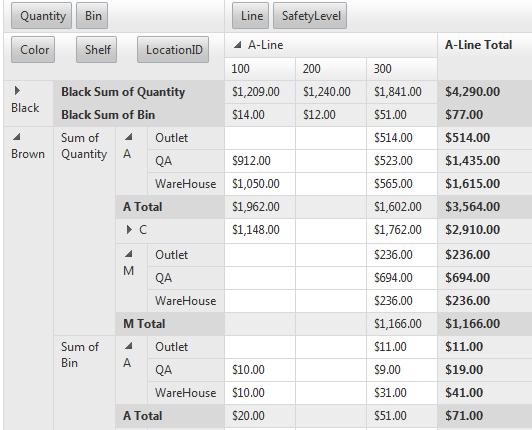 Quantity Bin Line SafetyLevel
Color Shelf LocationID A-Line A-Line Total
100 200 300
Black Black Sum of Quantity $1,209.00 $1,240.00 $1,841.00 $4,290.00
Black Sum of Bin $14.00 $12.00 $51.00 $77.00
Brown Sum of Quantity A Outlet $514.00 $514.00
QA $912.00 $523.00 $1,435.00
WareHouse $1,050.00 $565.00 $1,615.00
A Total $1,962.00 $1,602.00 $3,564.00
C $1,148.00 $1,762.00 $2,910.00
M Outlet $236.00 $236.00
QA $694.00 $694.00
WareHouse $236.00 $236.00
M Total $1,166.00 $1,166.00
Sum of Bin A Outlet $11.00 $11.00
QA $10.00 $9.00 $19.00
WareHouse $10.00 $31.00 $41.00
A Total $20.00 $51.00 $71.00